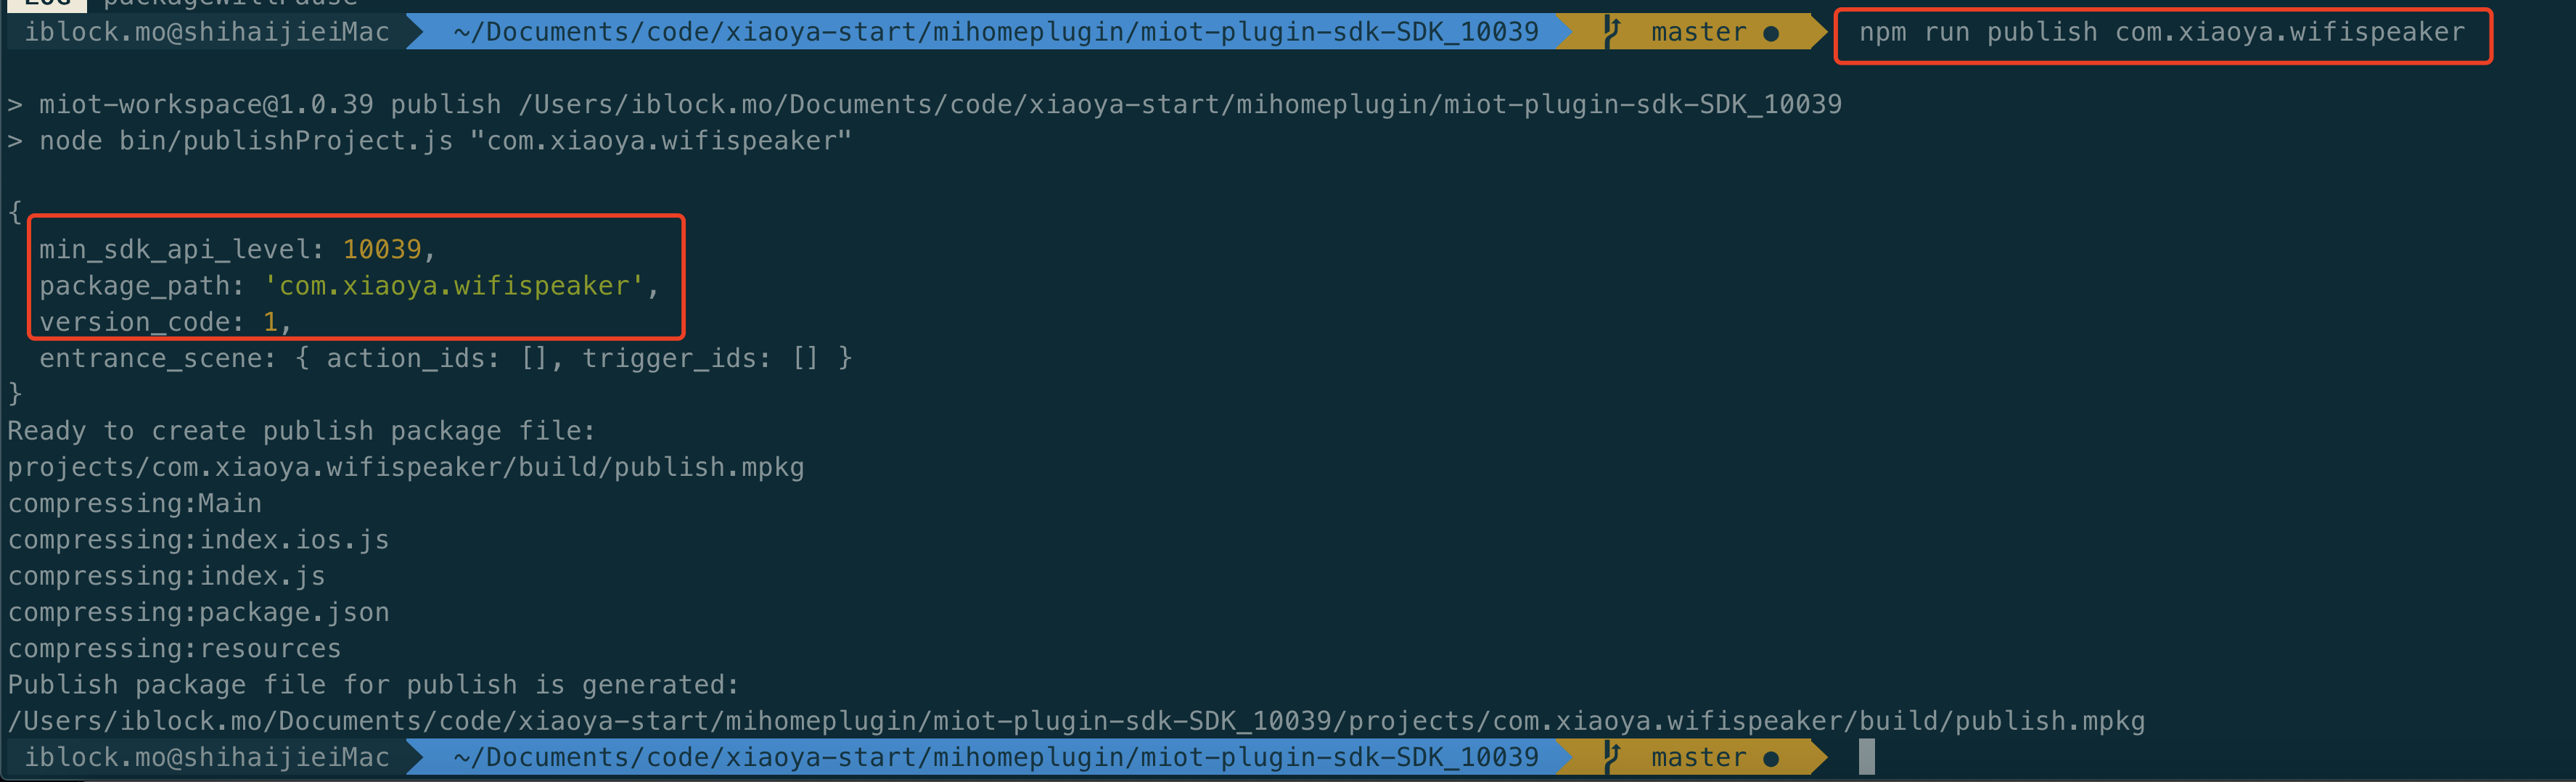 LOG packageWillPause
iblock.mo@shihaijieiMac ~/Documents/code/xiaoya-start/mihomeplugin/miot-plugin-sdk-SDK_10039 master ● npm run publish com.xiaoya.wifispeaker
> miot-workspace@1.0.39 publish /Users/iblock.mo/Documents/code/xiaoya-start/mihomeplugin/miot-plugin-sdk-SDK_10039
> node bin/publishProject.js "com.xiaoya.wifispeaker"
{
min_sdk_api_level: 10039,
package_path: 'com.xiaoya.wifispeaker',
version_code: 1,
entrance_scene: { action_ids: [], trigger_ids: [] }
}
Ready to create publish package file:
projects/com.xiaoya.wifispeaker/build/publish.mpkg
compressing:Main
compressing:index.ios.js
compressing:index.js
compressing:package.json
compressing:resources
Publish package file for publish is generated:
/Users/iblock.mo/Documents/code/xiaoya-start/mihomeplugin/miot-plugin-sdk-SDK_10039/projects/com.xiaoya.wifispeaker/build/publish.mpkg
iblock.mo@shihaijieiMac ~/Documents/code/xiaoya-start/mihomeplugin/miot-plugin-sdk-SDK_10039 master ●